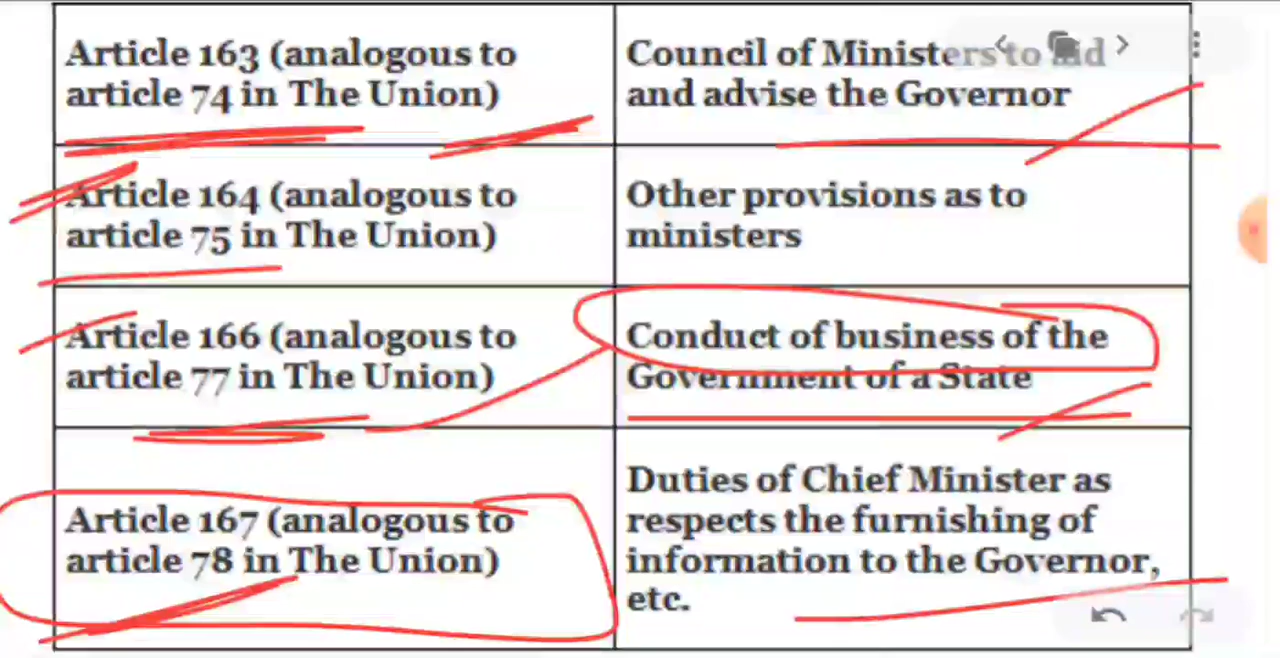 Article 163 (analogous to
article 74 in The Union)
Council of Ministers to Aid
and advise the Governor
Article 164 (analogous to
article 75 in The Union)
Other provisions as to
ministers
Article 166 (analogous to
article 77 in The Union)
Conduct of business of the
Government of a State
Article 167 (analogous to
article 78 in The Union)
Duties of Chief Minister as
respects the furnishing of
information to the Governor,
etc.